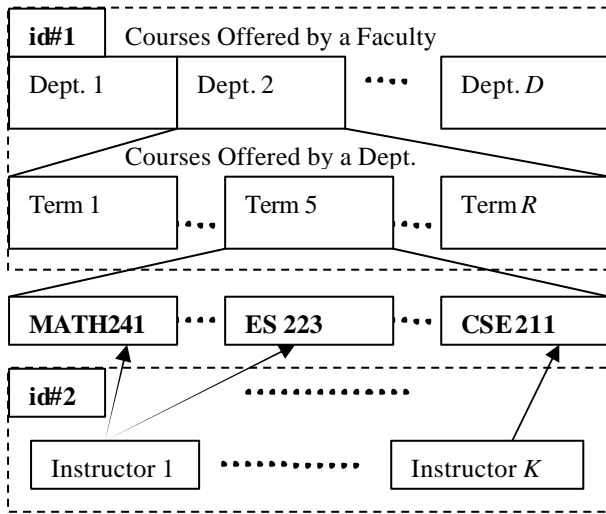 id#1 Courses Offered by a Faculty
Dept. 1 Dept. 2 .... Dept. D
Courses Offered by a Dept.
Term 1 .... Term 5 .... Term R
MATH241 .... ES 223 .... CSE211
id#2 .............
Instructor 1 .......... Instructor K